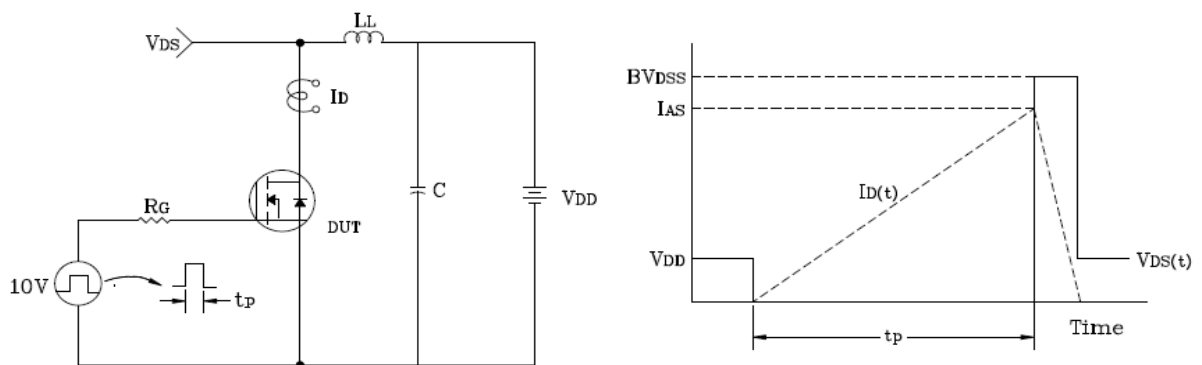 LL
VDS
ID
C
VDD
RG
DUT
10V
tp
BVDSS
IAS
ID(t)
VDD
VDS(t)
tp
Time